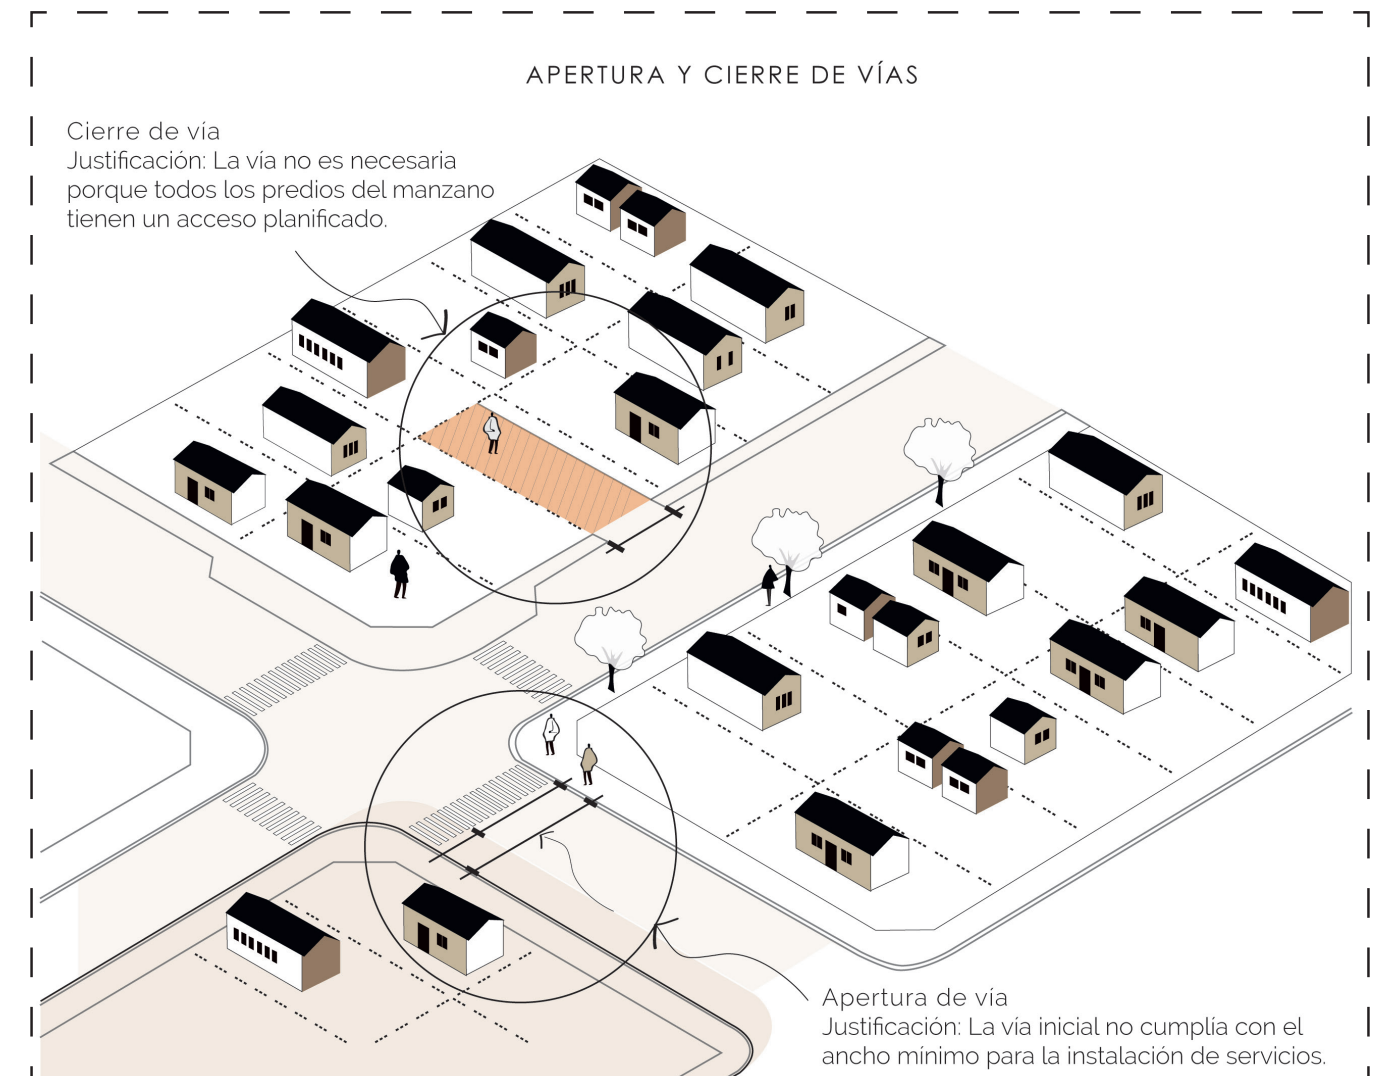 APERTURA Y CIERRE DE VÍAS
Cierre de vía
Justificación: La vía no es necesaria
porque todos los predios del manzano
tienen un acceso planificado.
Apertura de vía
Justificación: La vía inicial no cumplía con el
ancho mínimo para la instalación de servicios.